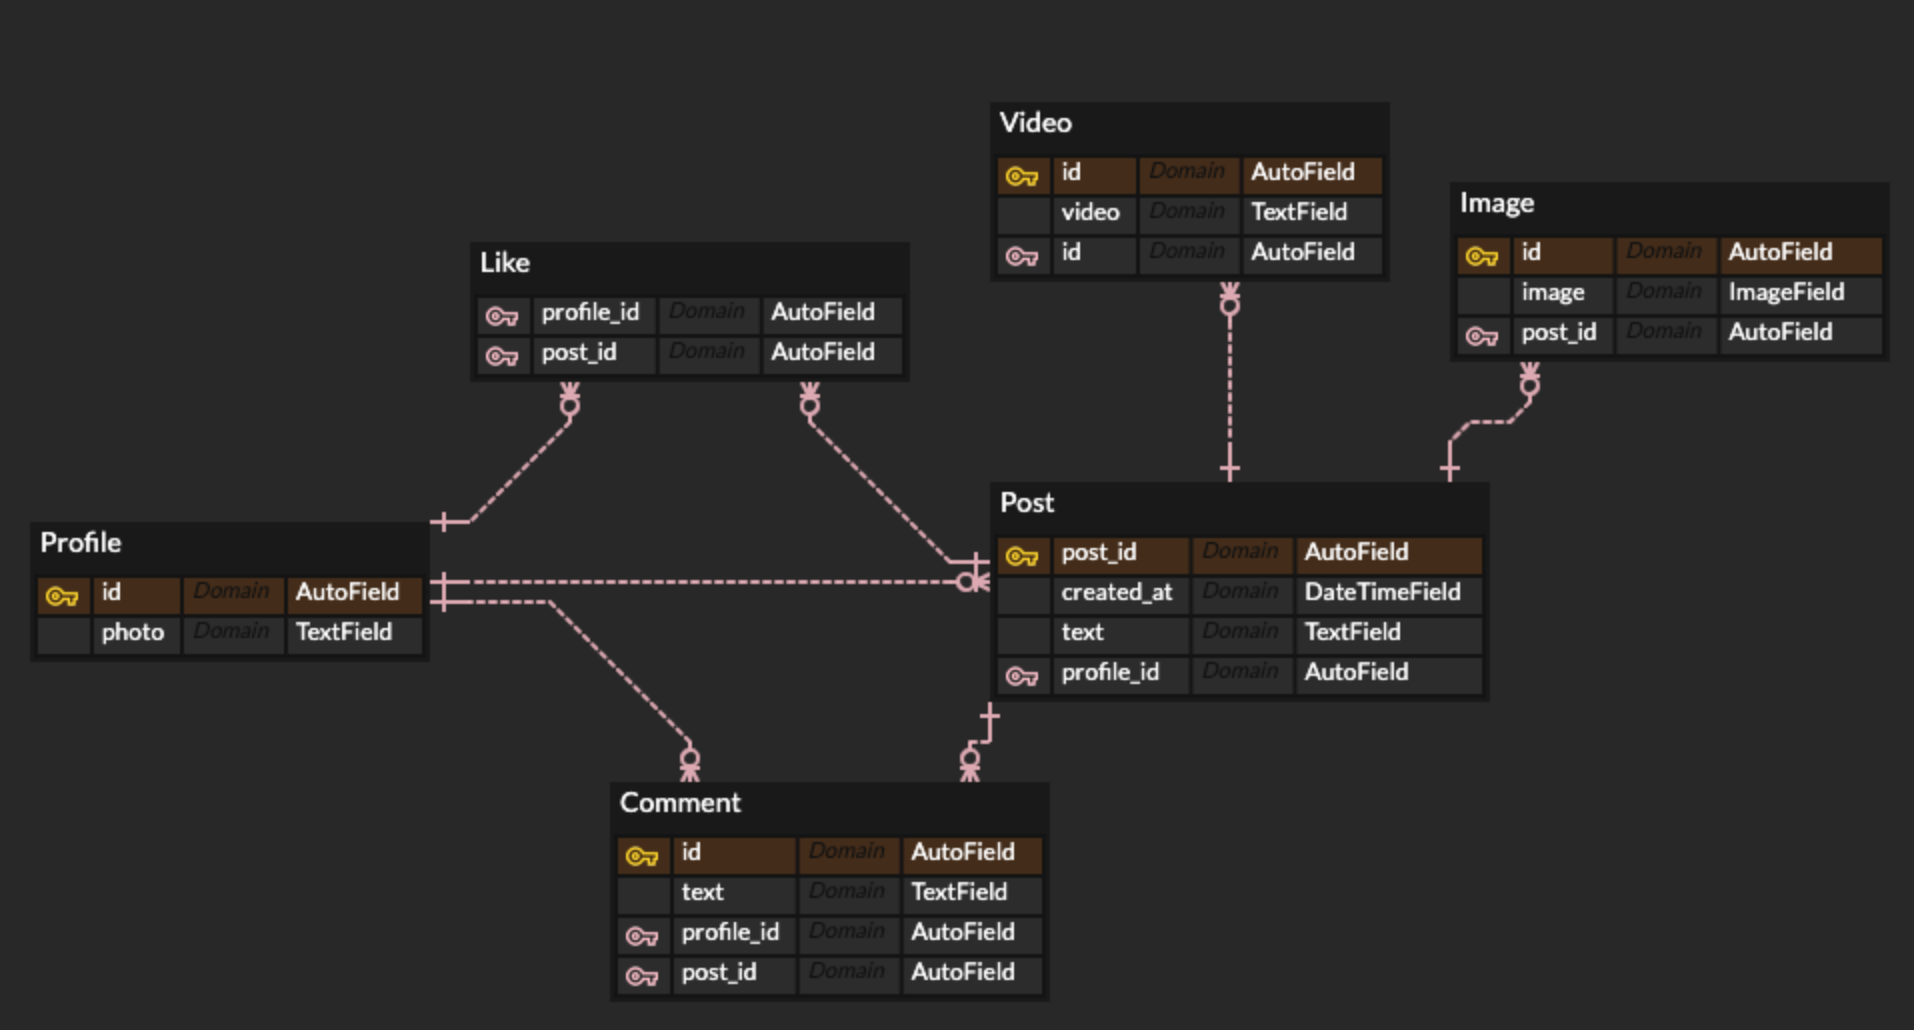 Video
id Domain AutoField
video Domain TextField
id Domain AutoField
Image
id Domain AutoField
image Domain ImageField
post_id Domain AutoField
Like
profile_id Domain AutoField
post_id Domain AutoField
Profile
id Domain AutoField
photo Domain TextField
Post
post_id Domain AutoField
created_at Domain DateTimeField
text Domain TextField
profile_id Domain AutoField
Comment
id Domain AutoField
text Domain TextField
profile_id Domain AutoField
post_id Domain AutoField